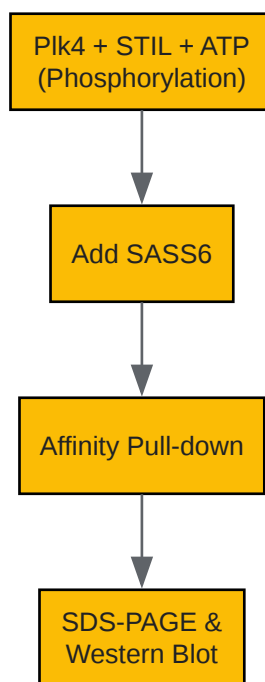 Plk4 + STIL + ATP
(Phosphorylation)
Add SASS6
Affinity Pull-down
SDS-PAGE &
Western Blot